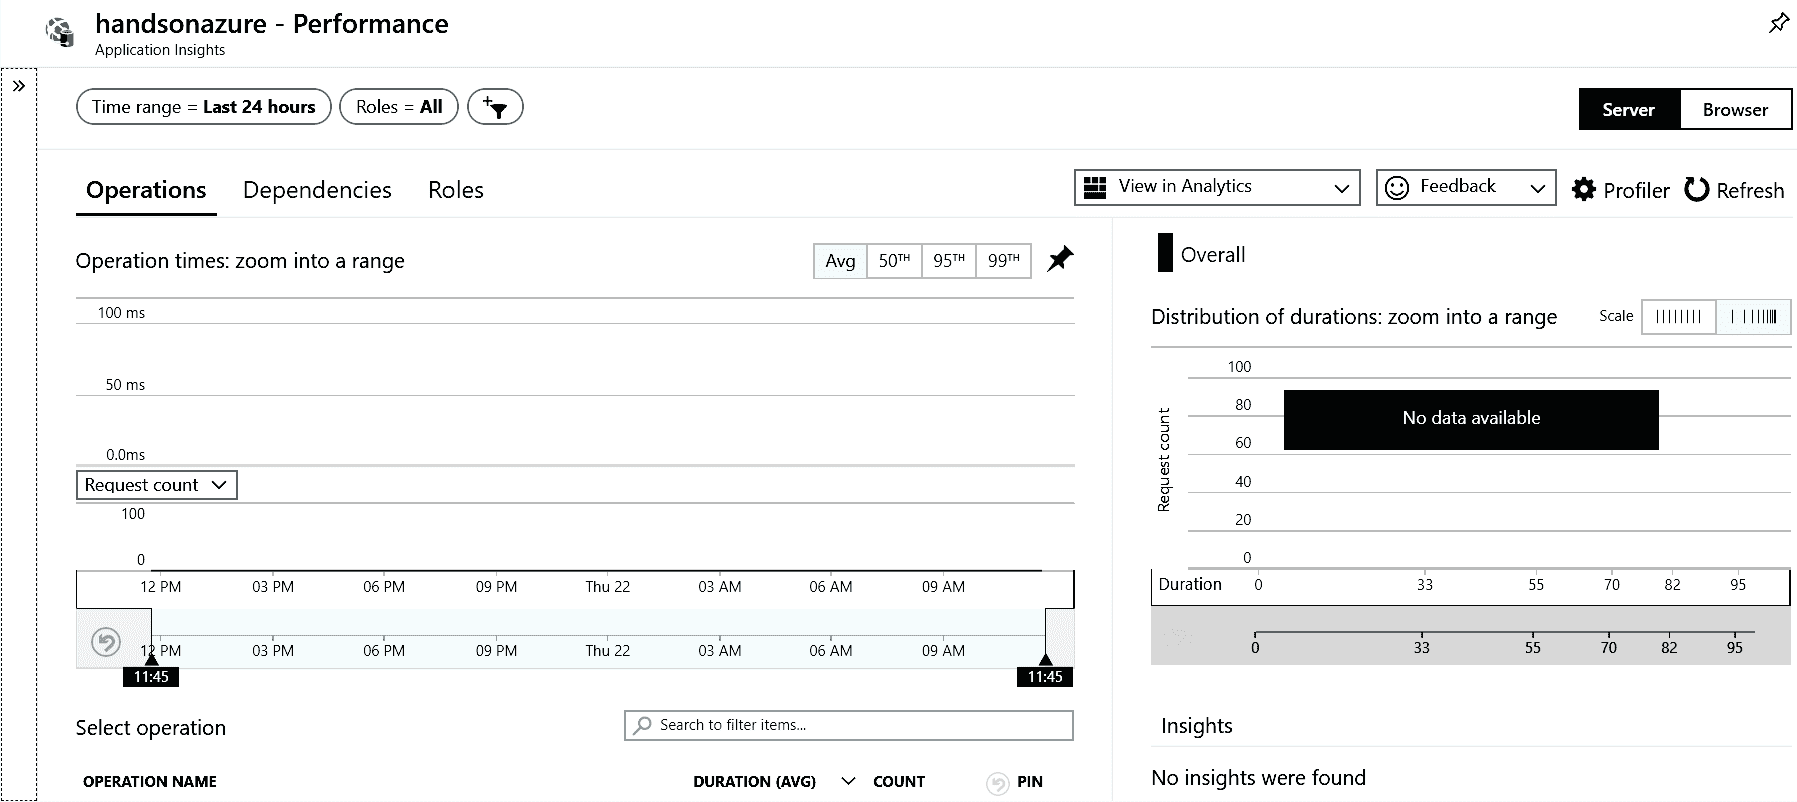 handsonazure - Performance
Application Insights
»
Time range = Last 24 hours
Roles = All
Server
Browser
Operations
Dependencies
Roles
View in Analytics
Feedback
Profiler
Refresh
Operation times: zoom into a range
Avg
50TH
95TH
99TH
100 ms
50 ms
0.0ms
Request count
100
0
12 PM 03 PM 06 PM 09 PM Thu 22 03 AM 06 AM 09 AM
12 PM 03 PM 06 PM 09 PM Thu 22 03 AM 06 AM 09 AM
11:45
11:45
Select operation
Search to filter items...
OPERATION NAME
DURATION (AVG)
COUNT
PIN
Overall
Distribution of durations: zoom into a range
Scale
Request count
100
80
60
40
20
0
No data available
Duration 0 33 55 70 82 95
0 33 55 70 82 95
Insights
No insights were found